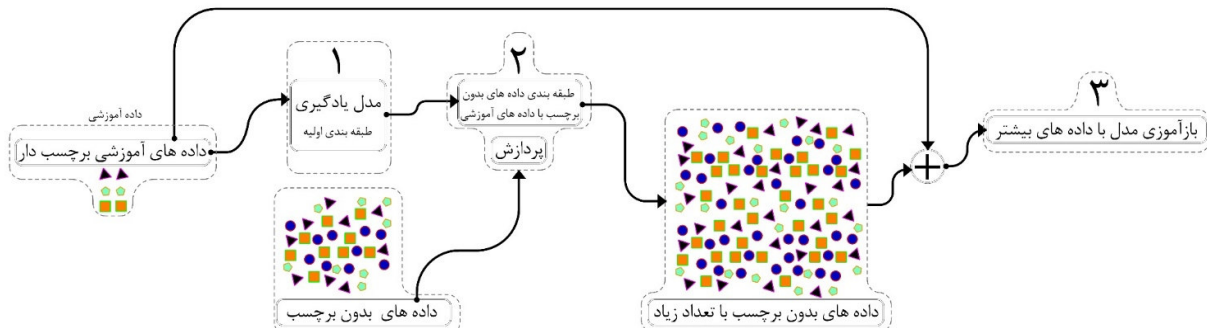 داده آموزشی
داده های آموزشی برچسب دار
۱
مدل یادگیری
طبقه بندی اولیه
۲
طبقه بندی داده های بدون
برچسب با داده های آموزشی
پردازش
داده های بدون برچسب
داده های بدون برچسب با تعداد زیاد
+
۳
بازآموزی مدل با داده های بیشتر